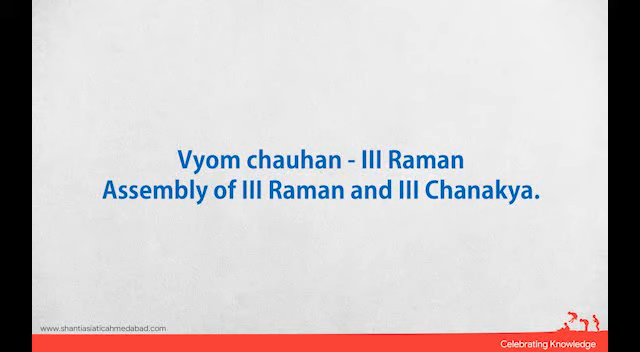 Vyom chauhan - III Raman
Assembly of III Raman and III Chanakya.
www.shantiasiaticahmedabad.com
Celebrating Knowledge